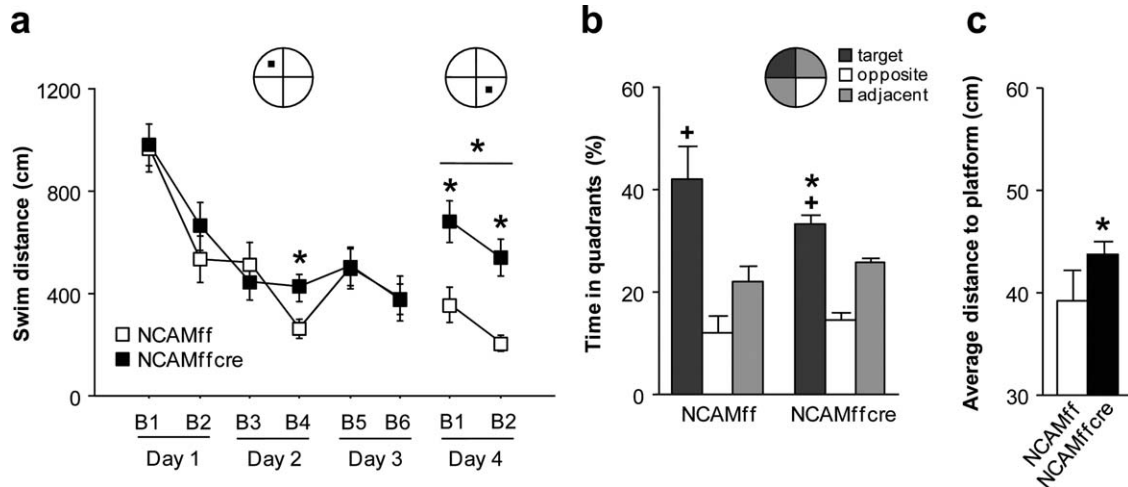 a
Swim distance (cm)
1200
800
400
0
*
*
*
*
NCAMff
NCAMffcre
B1 B2 B3 B4 B5 B6 B1 B2
Day 1 Day 2 Day 3 Day 4
b
target
opposite
adjacent
Time in quadrants (%)
60
40
20
0
+
*
+
NCAMff NCAMffcre
c
Average distance to platform (cm)
60
50
40
30
*
NCAMff
NCAMffcre